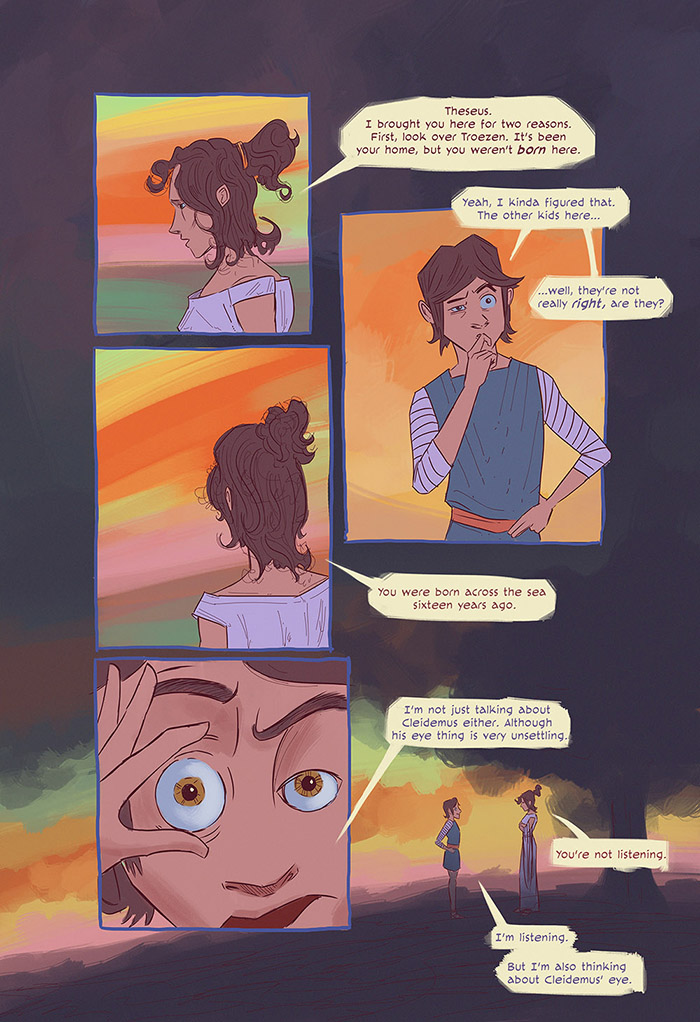 Theseus.
I brought you here for two reasons.
First, look over Troezen. It's been
your home, but you weren't born here.
Yeah, I kinda figured that.
The other kids here...
...well, they're not
really right, are they?
You were born across the sea
sixteen years ago.
I'm not just talking about
Cleidemus either. Although
his eye thing is very unsettling.
You're not listening.
I'm listening.
But I'm also thinking
about Cleidemus' eye.